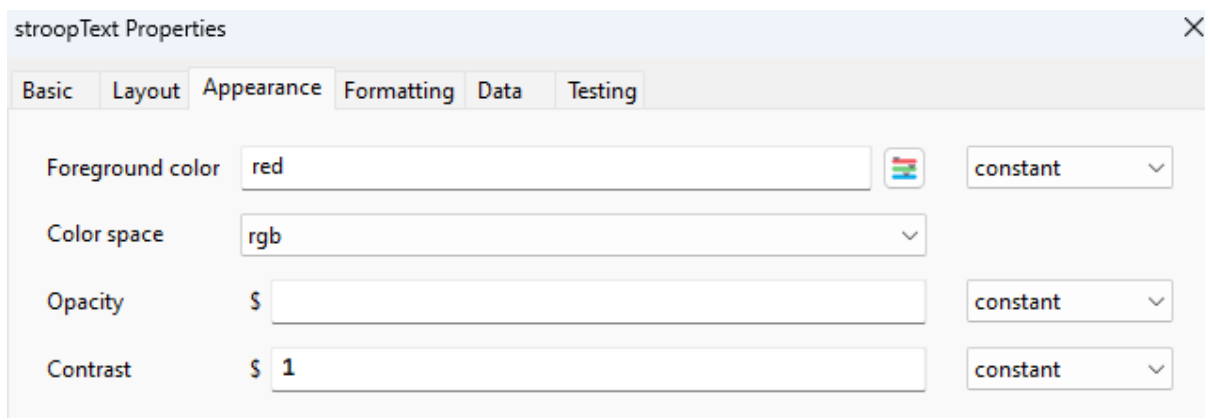 stroopText Properties
Basic Layout Appearance Formatting Data Testing
Foreground color red constant
Color space rgb
Opacity $ constant
Contrast $ 1 constant